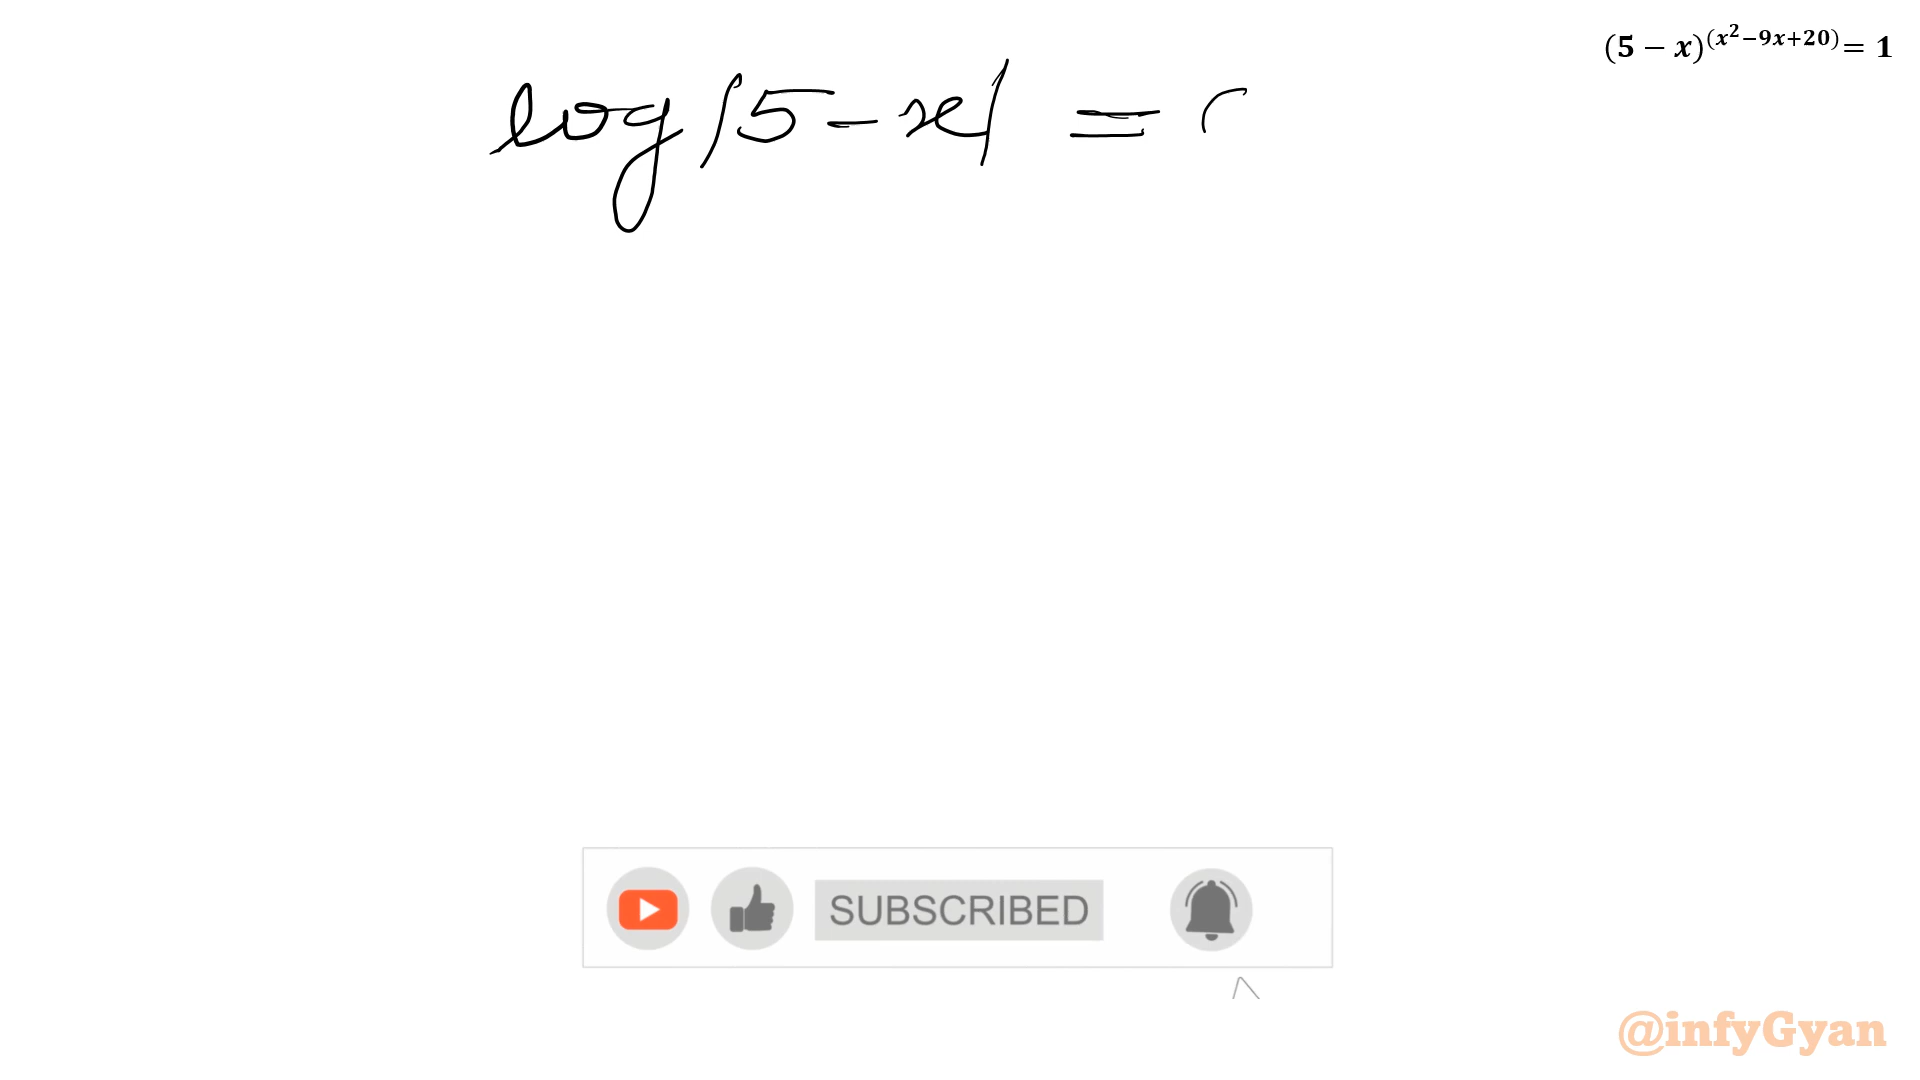 (5 − x)^(x²−9x+20) = 1
log |5 − x| =
SUBSCRIBED
@infyGyan